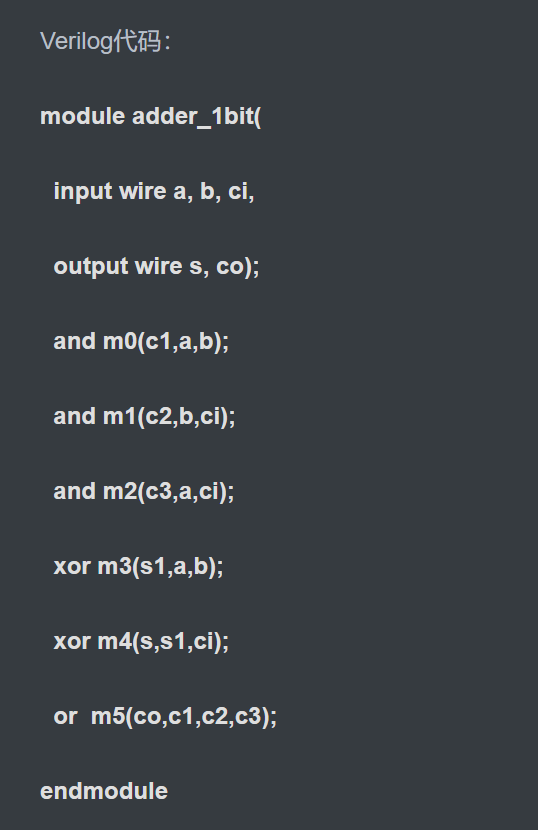 Verilog代码：
module adder_1bit(
input wire a, b, ci,
output wire s, co);
and m0(c1,a,b);
and m1(c2,b,ci);
and m2(c3,a,ci);
xor m3(s1,a,b);
xor m4(s,s1,ci);
or  m5(co,c1,c2,c3);
endmodule